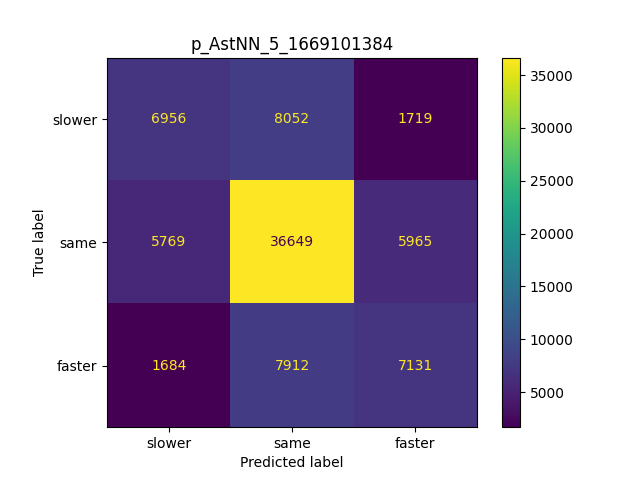 p_AstNN_5_1669101384
slower 6956 8052 1719
same 5769 36649 5965
faster 1684 7912 7131
slower same faster
Predicted label
True label
35000
30000
25000
20000
15000
10000
5000